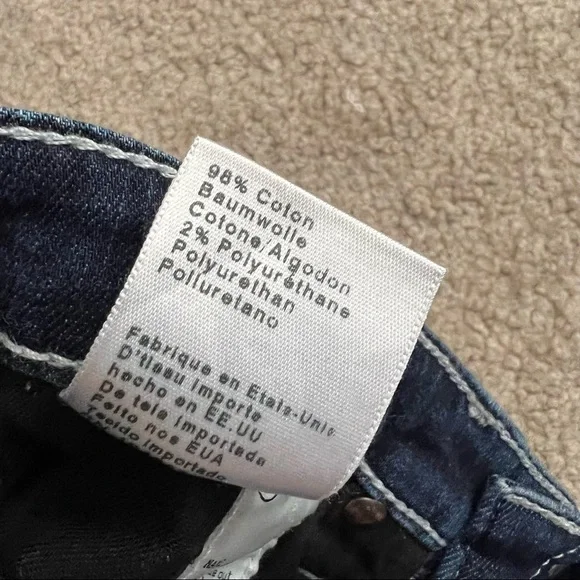 98% Coton
Baumwolle
Cotone/Algodon
2% Polyuréthane
Polyurethan
Poliuretano
Fabrique en Etats-Unis
D'tissu importe
hacho en EE.UU
De tela importada
Feito nos EUA
Tecido importado